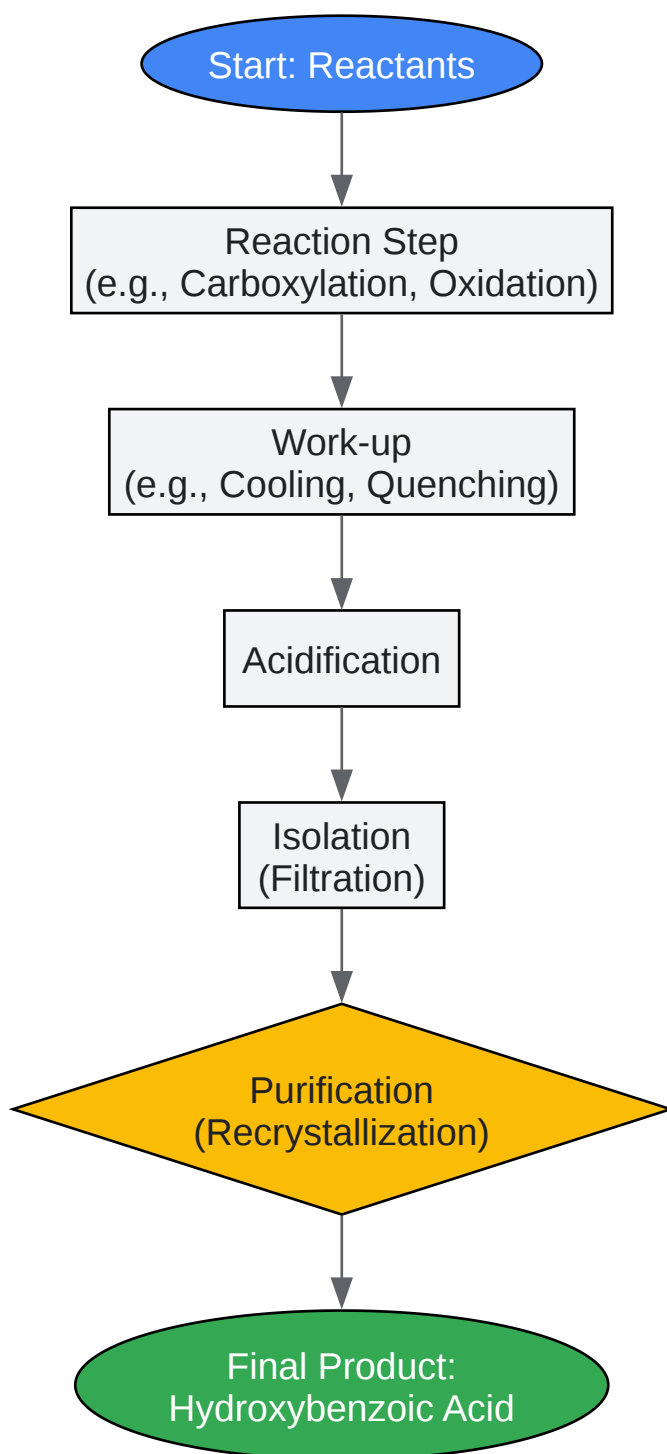 Start: Reactants
Reaction Step
(e.g., Carboxylation, Oxidation)
Work-up
(e.g., Cooling, Quenching)
Acidification
Isolation
(Filtration)
Purification
(Recrystallization)
Final Product:
Hydroxybenzoic Acid